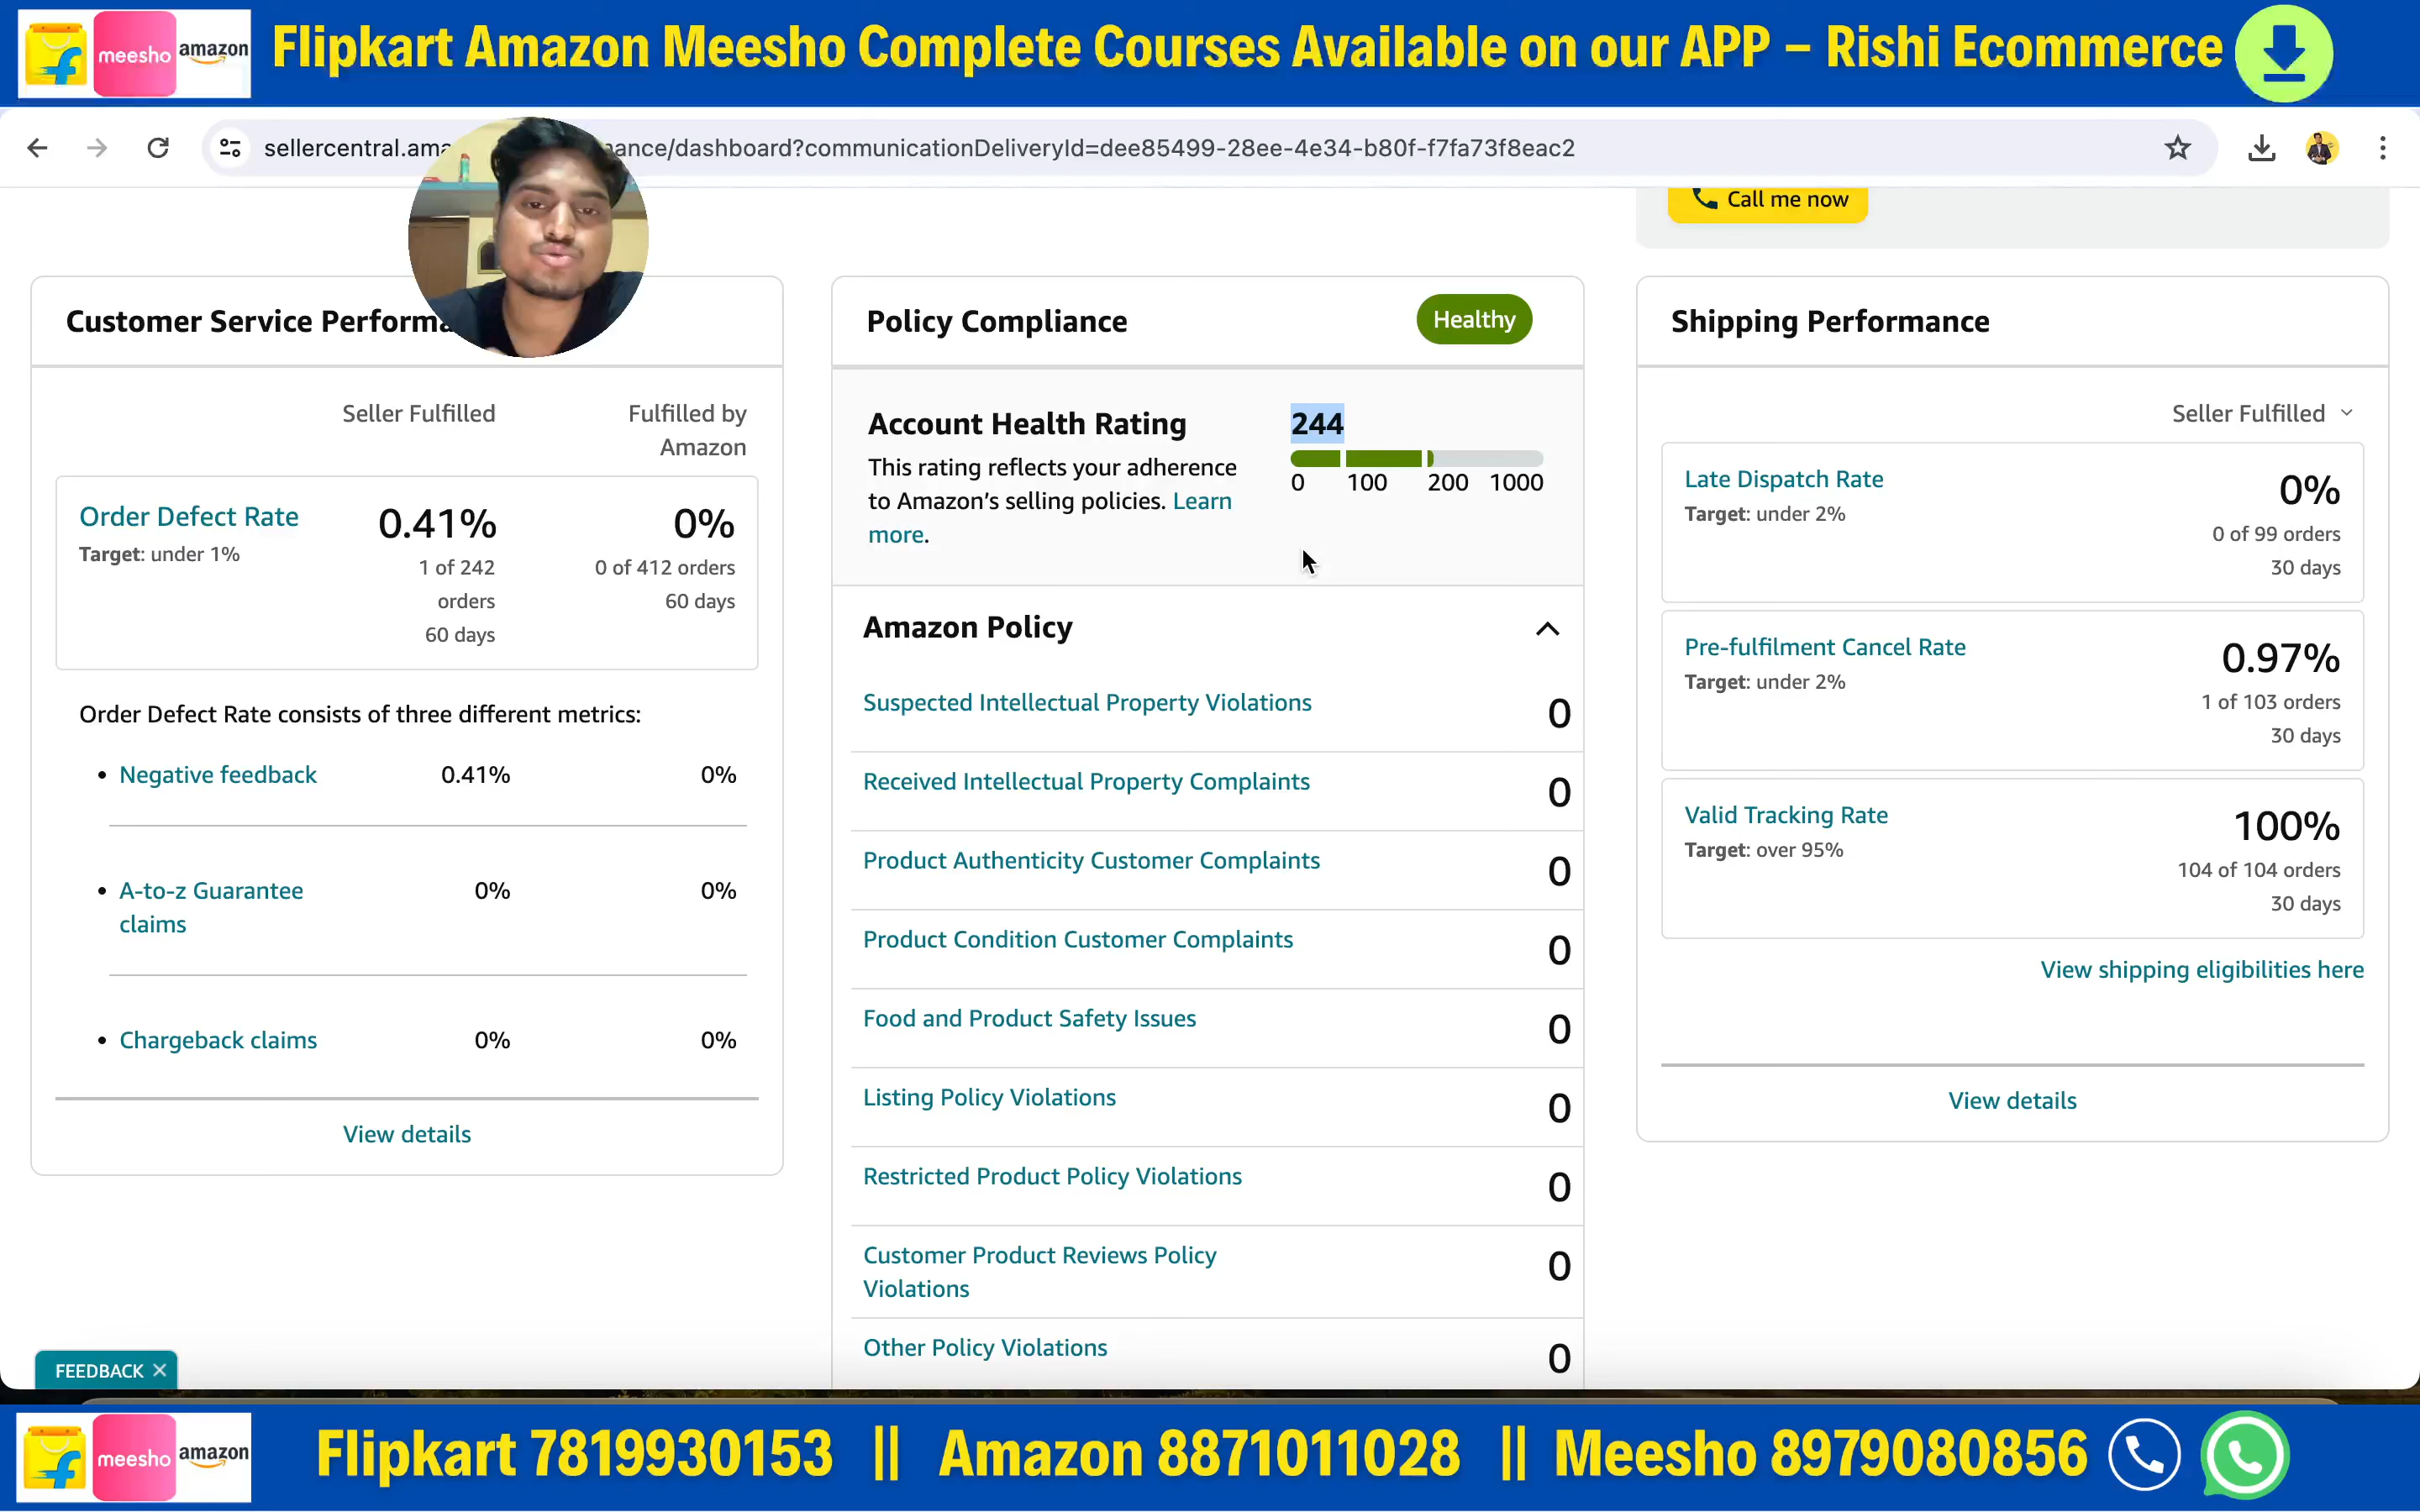 meesho
amazon
Flipkart Amazon Meesho Complete Courses Available on our APP – Rishi Ecommerce
sellercentral.ama
nance/dashboard?communicationDeliveryId=dee85499-28ee-4e34-b80f-f7fa73f8eac2
Call me now
Customer Service Performa
Seller Fulfilled
Fulfilled by
Amazon
Order Defect Rate
Target: under 1%
0.41%
1 of 242
orders
60 days
0%
0 of 412 orders
60 days
Order Defect Rate consists of three different metrics:
• Negative feedback 0.41% 0%
• A-to-z Guarantee
claims
0% 0%
• Chargeback claims 0% 0%
View details
FEEDBACK ×
Policy Compliance
Healthy
Account Health Rating
This rating reflects your adherence
to Amazon's selling policies. Learn
more.
244
0 100 200 1000
Amazon Policy
Suspected Intellectual Property Violations 0
Received Intellectual Property Complaints 0
Product Authenticity Customer Complaints 0
Product Condition Customer Complaints 0
Food and Product Safety Issues 0
Listing Policy Violations 0
Restricted Product Policy Violations 0
Customer Product Reviews Policy
Violations
0
Other Policy Violations 0
Shipping Performance
Seller Fulfilled
Late Dispatch Rate
Target: under 2%
0%
0 of 99 orders
30 days
Pre-fulfilment Cancel Rate
Target: under 2%
0.97%
1 of 103 orders
30 days
Valid Tracking Rate
Target: over 95%
100%
104 of 104 orders
30 days
View shipping eligibilities here
View details
meesho
amazon
Flipkart 7819930153 || Amazon 8871011028 || Meesho 8979080856